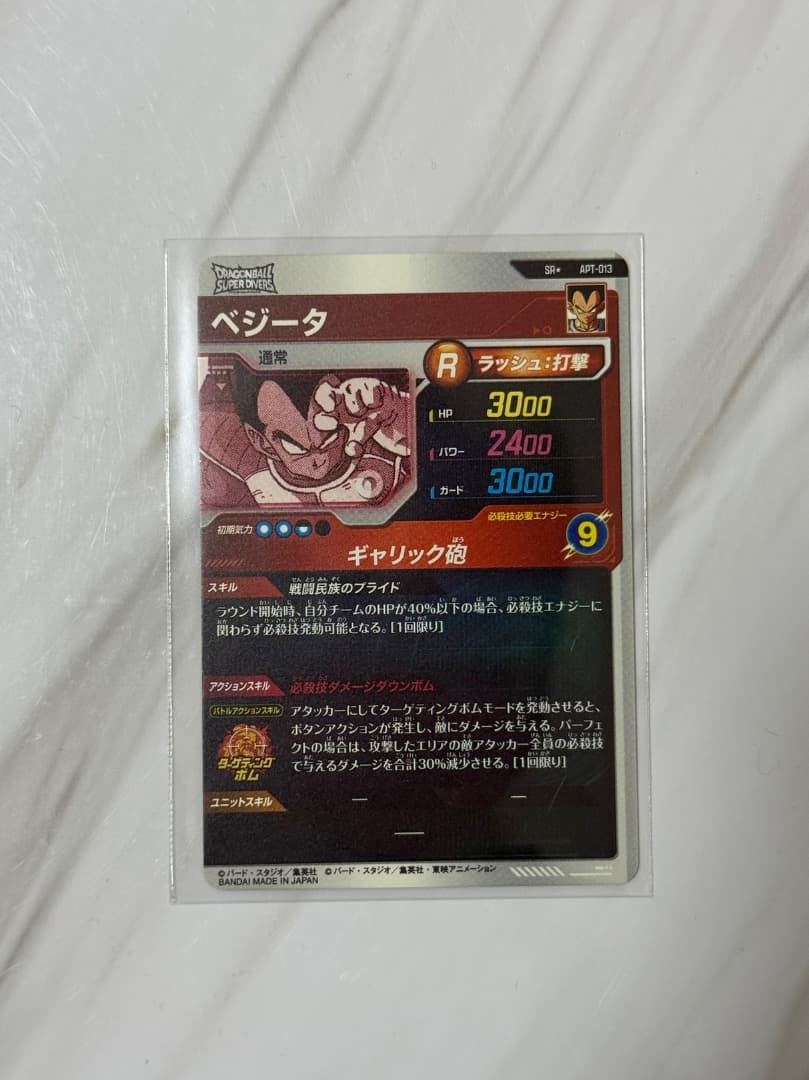 DRAGONBALL
SUPER DIVERS
SR★ APT-013
ベジータ
通常
R ラッシュ:打撃
HP 3000
パワー 2400
ガード 3000
初期気力
必殺技必要エナジー
9
ギャリック砲
スキル 戦闘民族のプライド
ラウンド開始時、自分チームのHPが40%以下の場合、必殺技エナジーに
関わらず必殺技発動可能となる。[1回限り]
アクションスキル 必殺技ダメージダウンボム
バトルアクションスキル
ターゲティング
ボム
アタッカーにしてターゲティングボムモードを発動させると、
ボタンアクションが発生し、敵にダメージを与える。パーフェ
クトの場合は、攻撃したエリアの敵アタッカー全員の必殺技
で与えるダメージを合計30%減少させる。[1回限り]
ユニットスキル ー ー
ー
©バード・スタジオ/集英社 ©バード・スタジオ/集英社・東映アニメーション
BANDAI MADE IN JAPAN